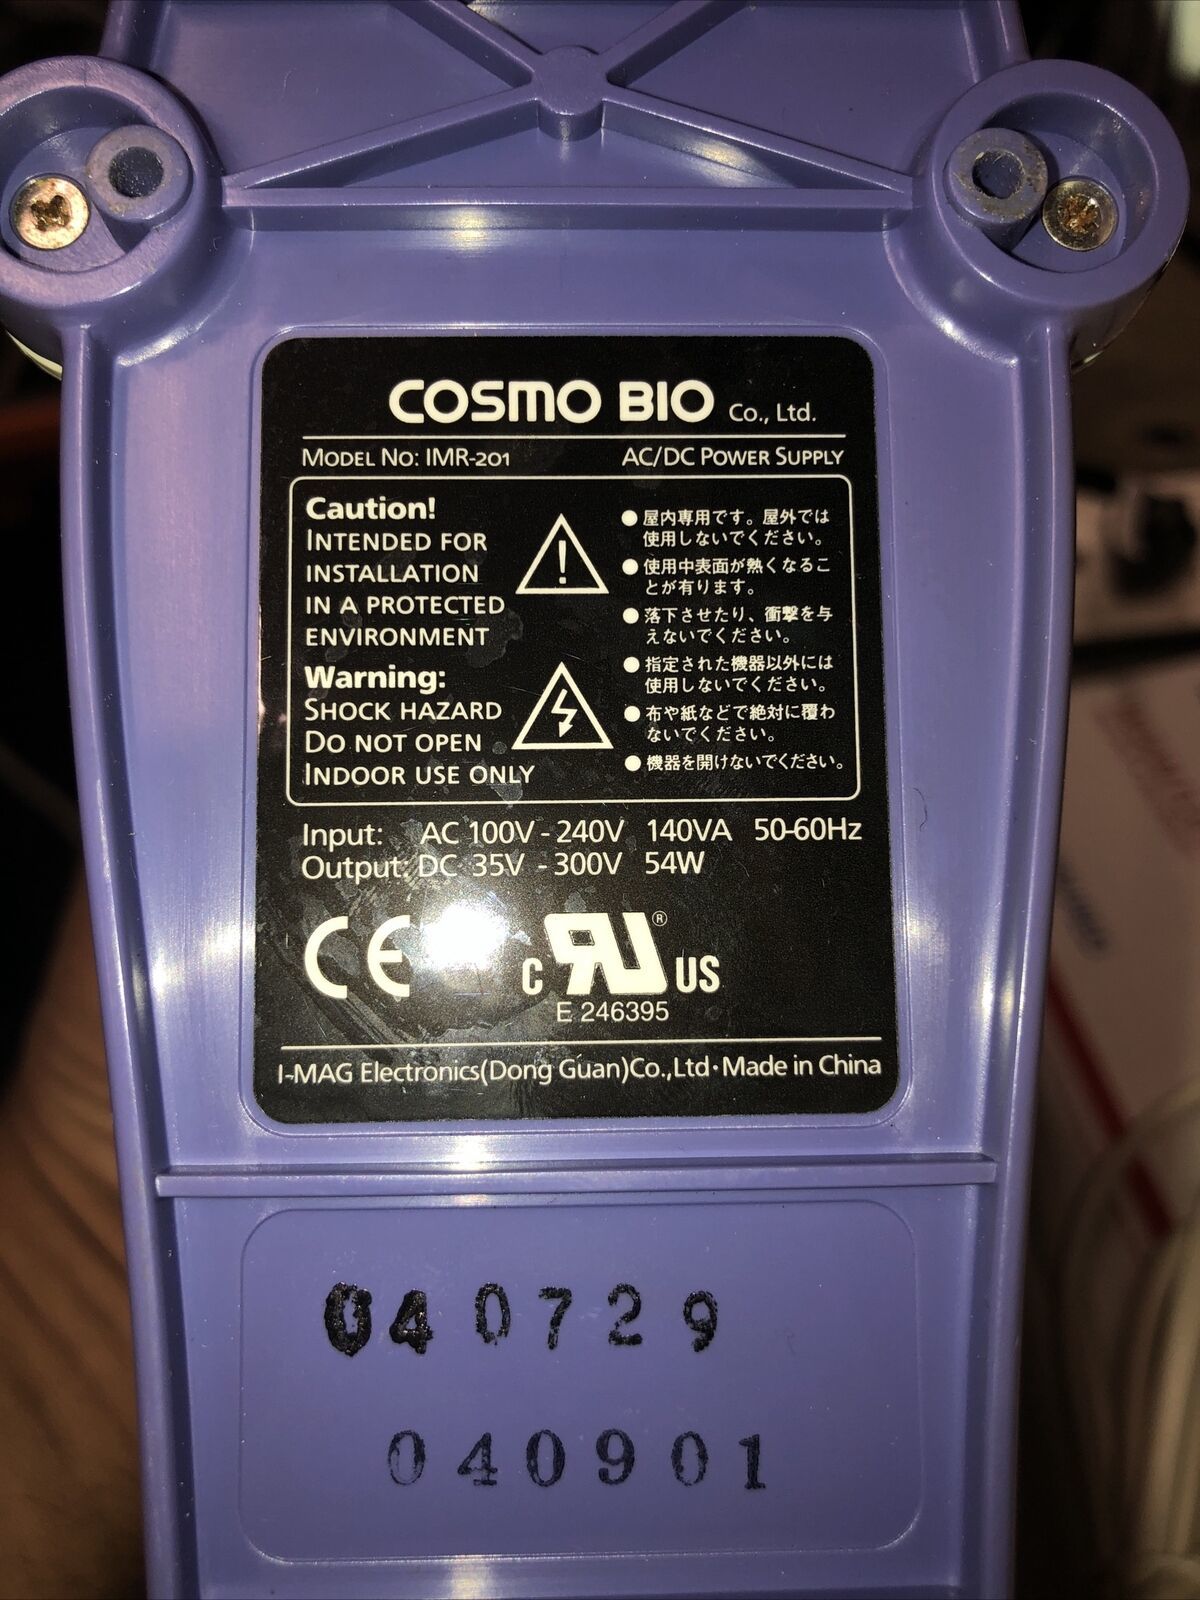 COSMO BIO Co., Ltd.
MODEL NO: IMR-201 AC/DC POWER SUPPLY
Caution!
INTENDED FOR
INSTALLATION
IN A PROTECTED
ENVIRONMENT
Warning:
SHOCK HAZARD
DO NOT OPEN
INDOOR USE ONLY
●屋内専用です。屋外では
使用しないでください。
●使用中表面が熱くなるこ
とが有ります。
●落下させたり、衝撃を与
えないでください。
●指定された機器以外には
使用しないでください。
●布や紙などで絶対に覆わ
ないでください。
●機器を開けないでください。
Input: AC 100V - 240V 140VA 50-60Hz
Output: DC 35V - 300V 54W
CE c RU ® US
E 246395
I-MAG Electronics(Dong Guan)Co.,Ltd·Made in China
040729
040901